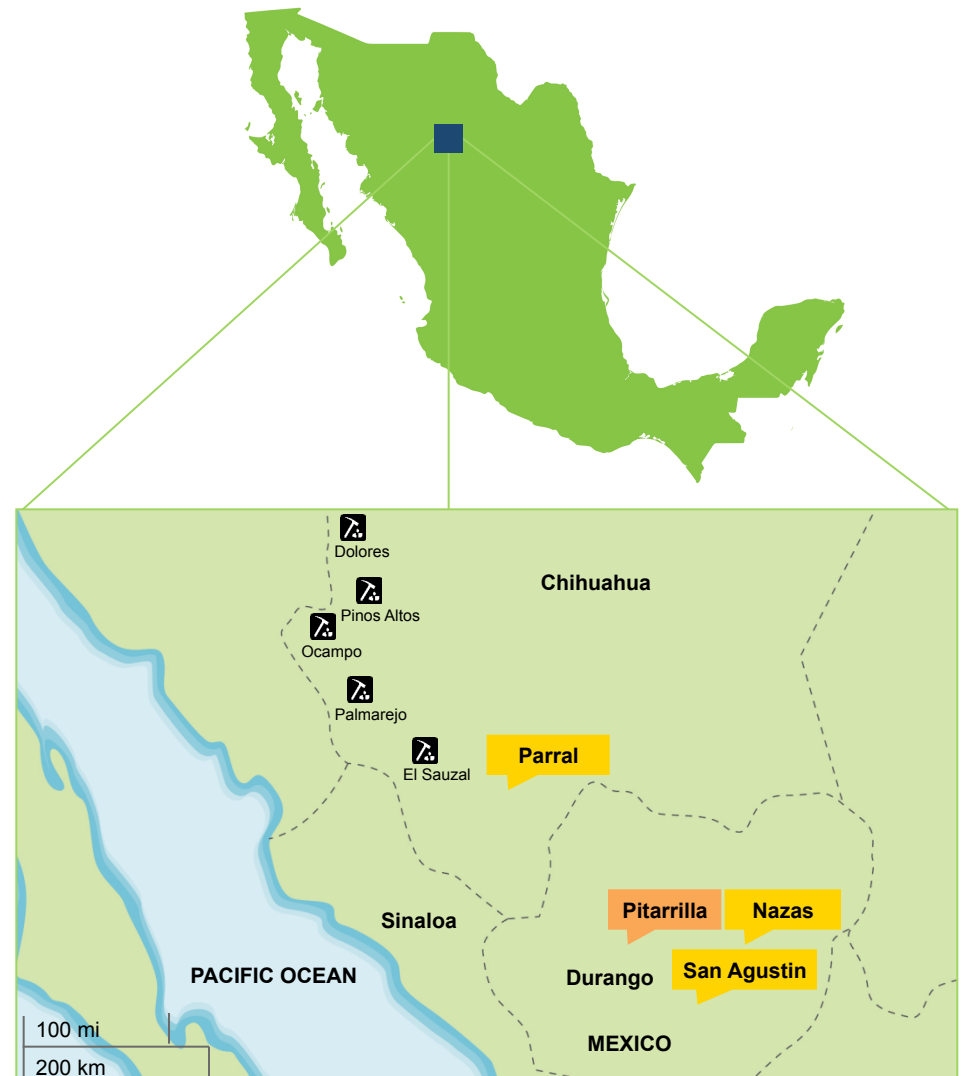 Dolores
Chihuahua
Pinos Altos
Ocampo
Palmarejo
Parral
El Sauzal
Pitarrilla
Nazas
Sinaloa
San Agustin
PACIFIC OCEAN
Durango
100 mi
MEXICO
200 km